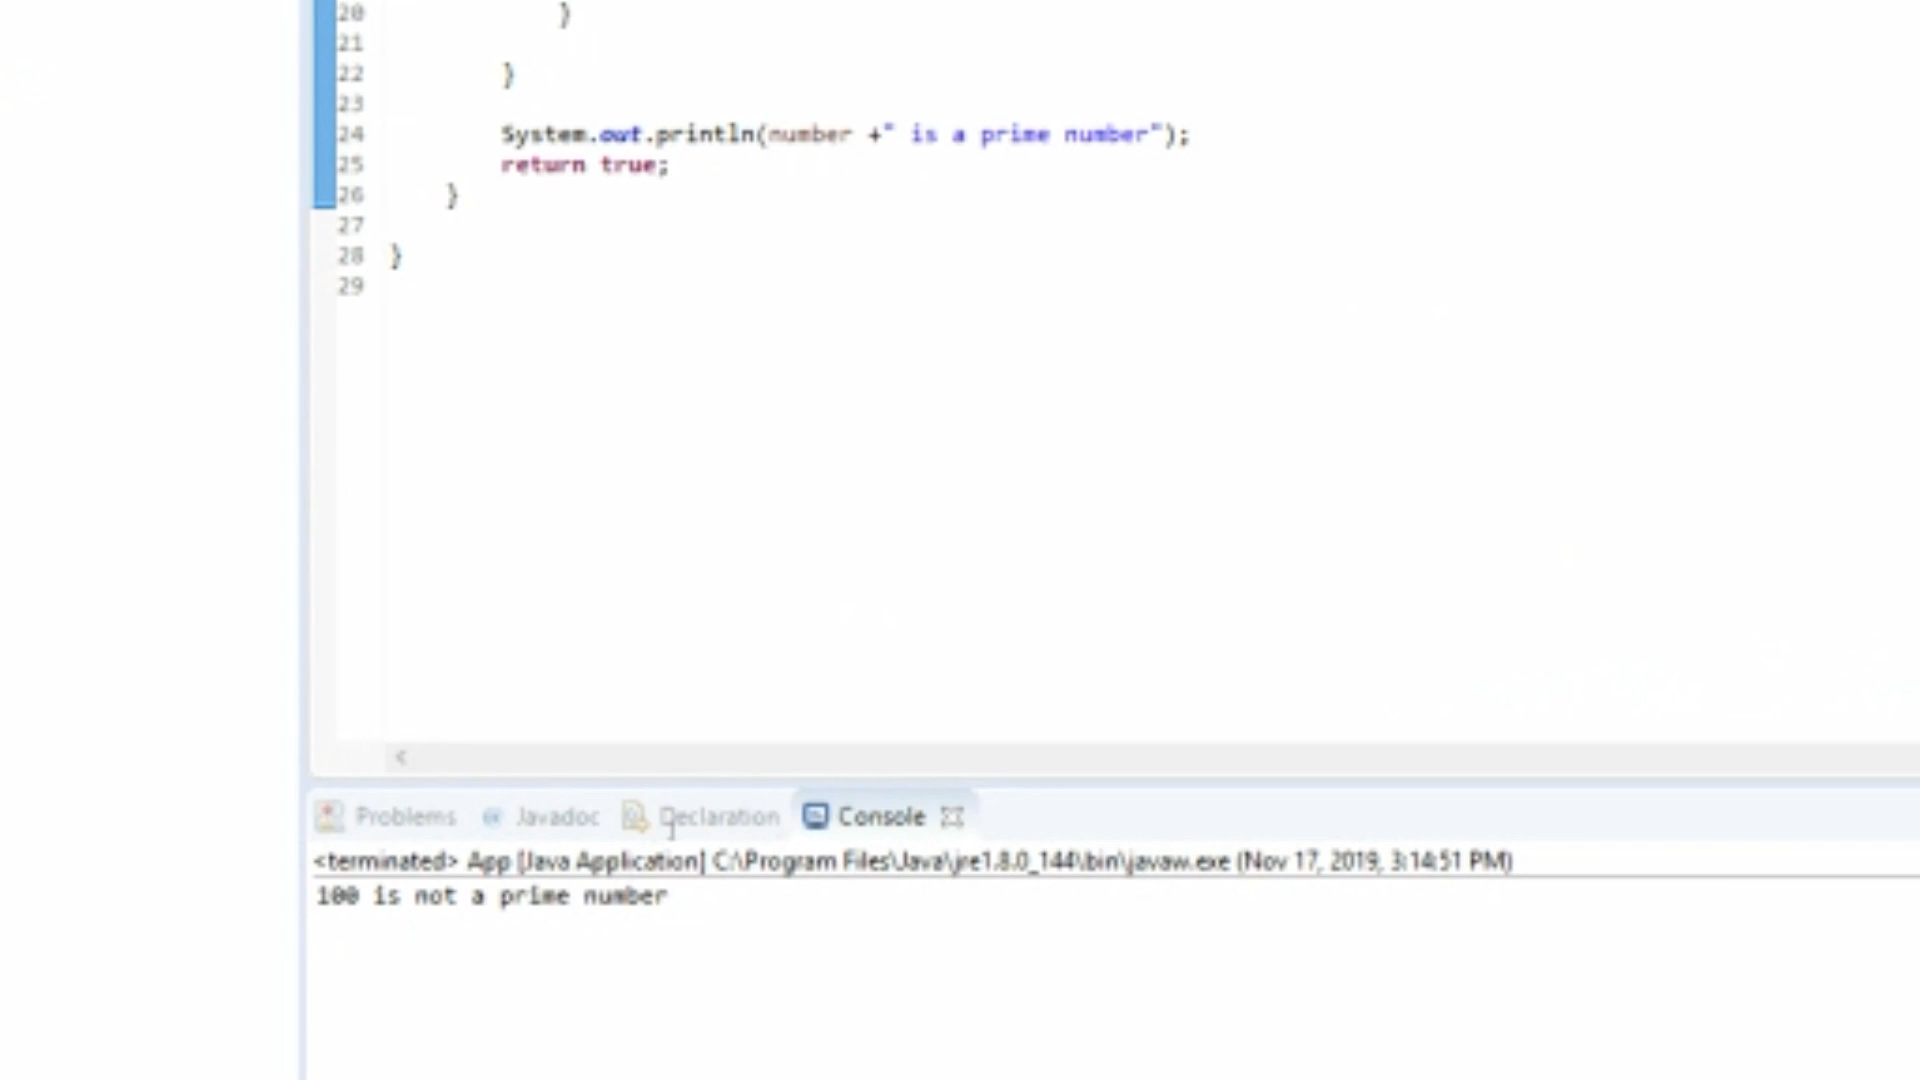 20 }
21
22 }
23
24 System.out.println(number +" is a prime number");
25 return true;
26 }
27
28 }
29
<
Problems Javadoc Declaration Console
<terminated> App [Java Application] C:\Program Files\Java\jre1.8.0_144\bin\javaw.exe (Nov 17, 2019, 3:14:51 PM)
100 is not a prime number